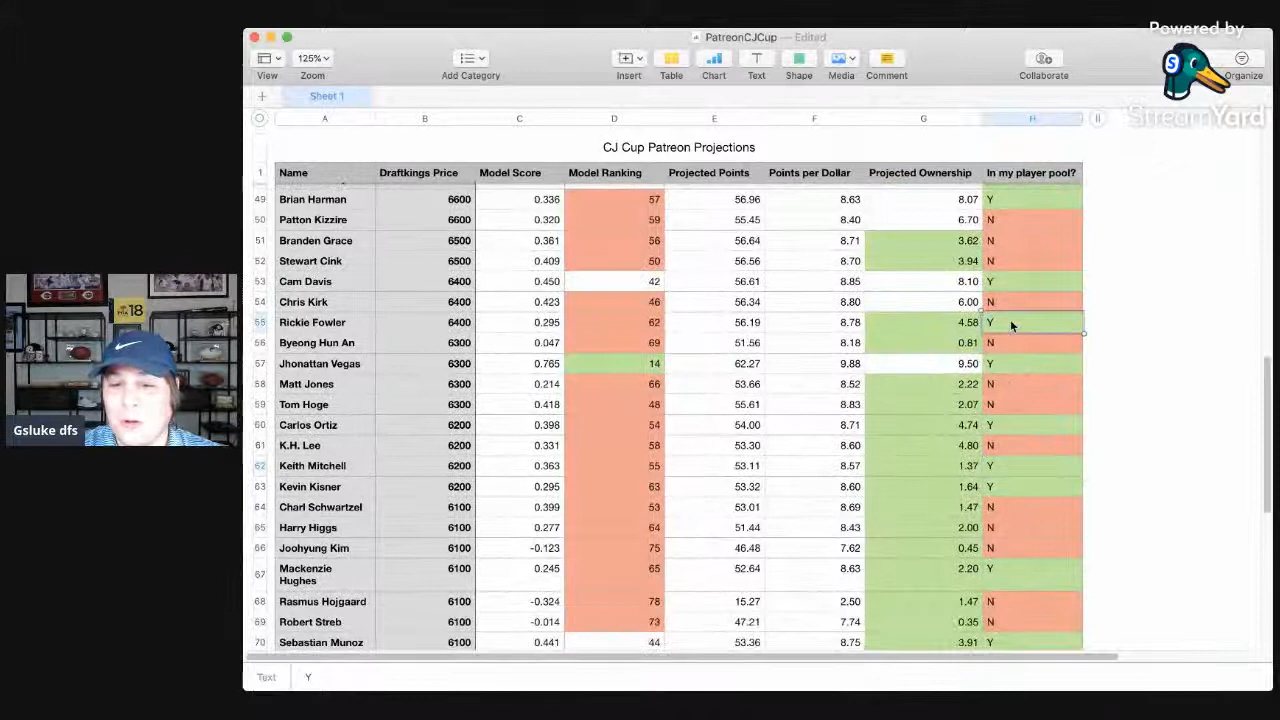 Powered by
StreamYard
PatreonCJCup — Edited
125%
View Zoom Add Category Insert Table Chart Text Shape Media Comment Collaborate Organize
Sheet 1
A B C D E F G H
CJ Cup Patreon Projections
1 Name Draftkings Price Model Score Model Ranking Projected Points Points per Dollar Projected Ownership In my player pool?
49 Brian Harman 6600 0.336 57 56.96 8.63 8.07 Y
50 Patton Kizzire 6600 0.320 59 55.45 8.40 6.70 N
51 Branden Grace 6500 0.361 56 56.64 8.71 3.62 N
52 Stewart Cink 6500 0.409 50 56.56 8.70 3.94 N
53 Cam Davis 6400 0.450 42 56.61 8.85 8.10 Y
54 Chris Kirk 6400 0.423 46 56.34 8.80 6.00 N
55 Rickie Fowler 6400 0.295 62 56.19 8.78 4.58 Y
56 Byeong Hun An 6300 0.047 69 51.56 8.18 0.81 N
57 Jhonattan Vegas 6300 0.765 14 62.27 9.88 9.50 Y
58 Matt Jones 6300 0.214 66 53.66 8.52 2.22 N
59 Tom Hoge 6300 0.418 48 55.61 8.83 2.07 N
60 Carlos Ortiz 6200 0.398 54 54.00 8.71 4.74 Y
61 K.H. Lee 6200 0.331 58 53.30 8.60 4.80 N
62 Keith Mitchell 6200 0.363 55 53.11 8.57 1.37 Y
63 Kevin Kisner 6200 0.295 63 53.32 8.60 1.64 Y
64 Charl Schwartzel 6100 0.399 53 53.01 8.69 1.47 N
65 Harry Higgs 6100 0.277 64 51.44 8.43 2.00 N
66 Joohyung Kim 6100 -0.123 75 46.48 7.62 0.45 N
67 Mackenzie Hughes 6100 0.245 65 52.64 8.63 2.20 Y
68 Rasmus Hojgaard 6100 -0.324 78 15.27 2.50 1.47 N
69 Robert Streb 6100 -0.014 73 47.21 7.74 0.35 N
70 Sebastian Munoz 6100 0.441 44 53.36 8.75 3.91 Y
Text Y
18
Gsluke dfs